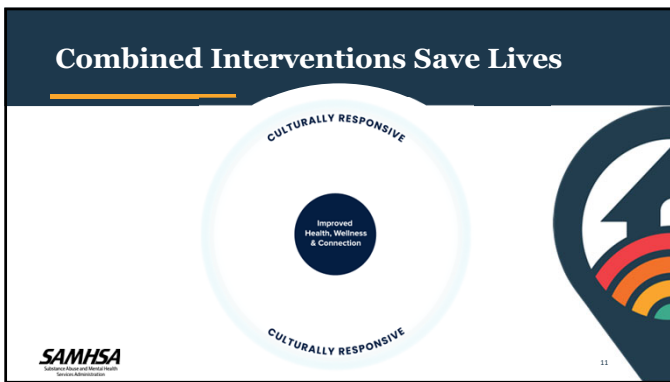 Combined Interventions Save Lives
CULTURALLY RESPONSIVE
Improved
Health, Wellness
& Connection
CULTURALLY RESPONSIVE
SAMHSA
Substance Abuse and Mental Health
Services Administration
11